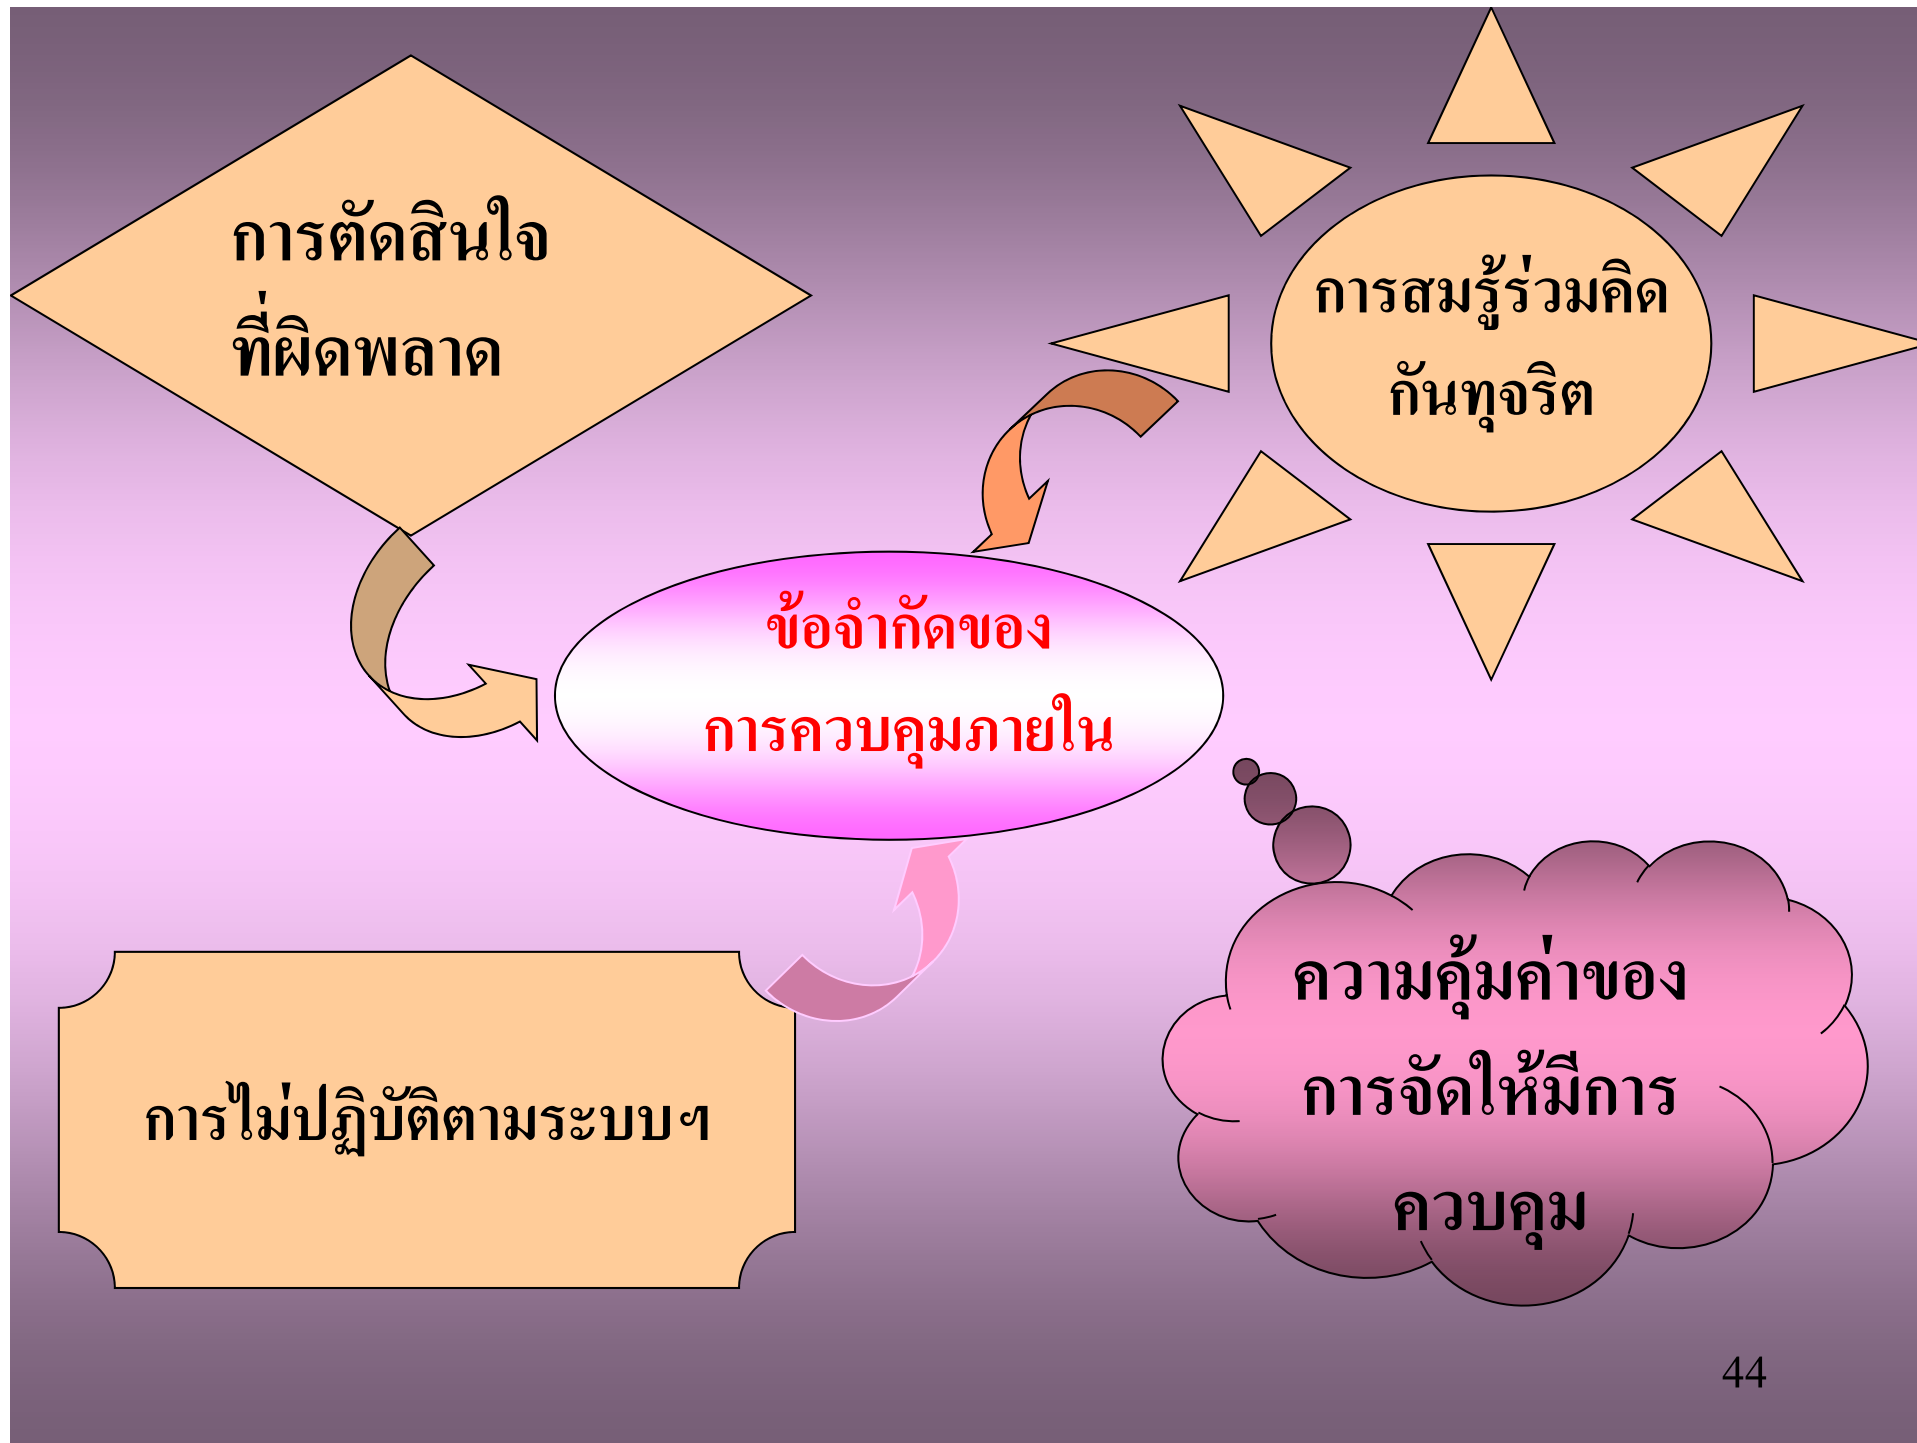 การตัดสินใจ
ที่ผิดพลาด
การสมรู้ร่วมคิด
กันทุจริต
ข้อจำกัดของ
การควบคุมภายใน
การไม่ปฏิบัติตามระบบฯ
ความคุ้มค่าของ
การจัดให้มีการ
ควบคุม
44